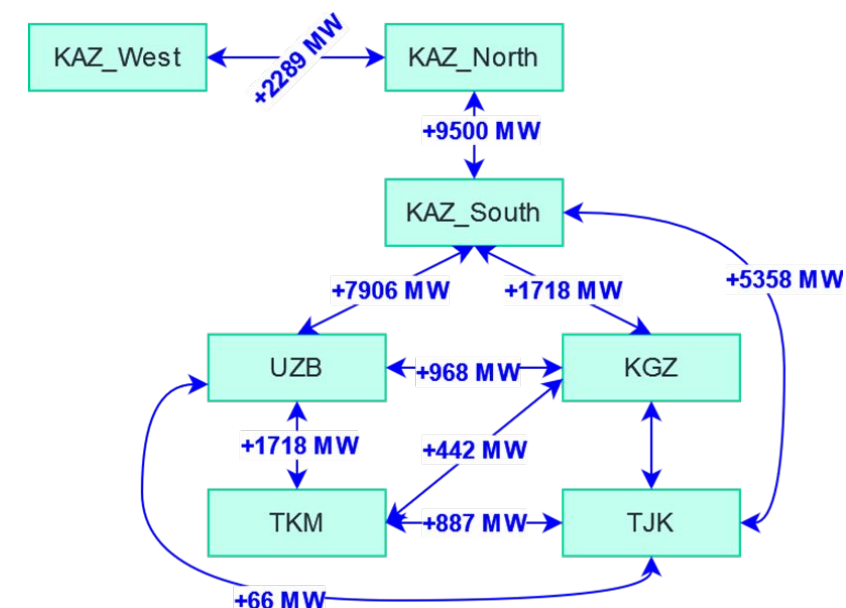 KAZ_West
+2289 MW
KAZ_North
+9500 MW
KAZ_South
+7906 MW
+1718 MW
+5358 MW
UZB
+968 MW
KGZ
+1718 MW
+442 MW
TKM
+887 MW
TJK
+66 MW